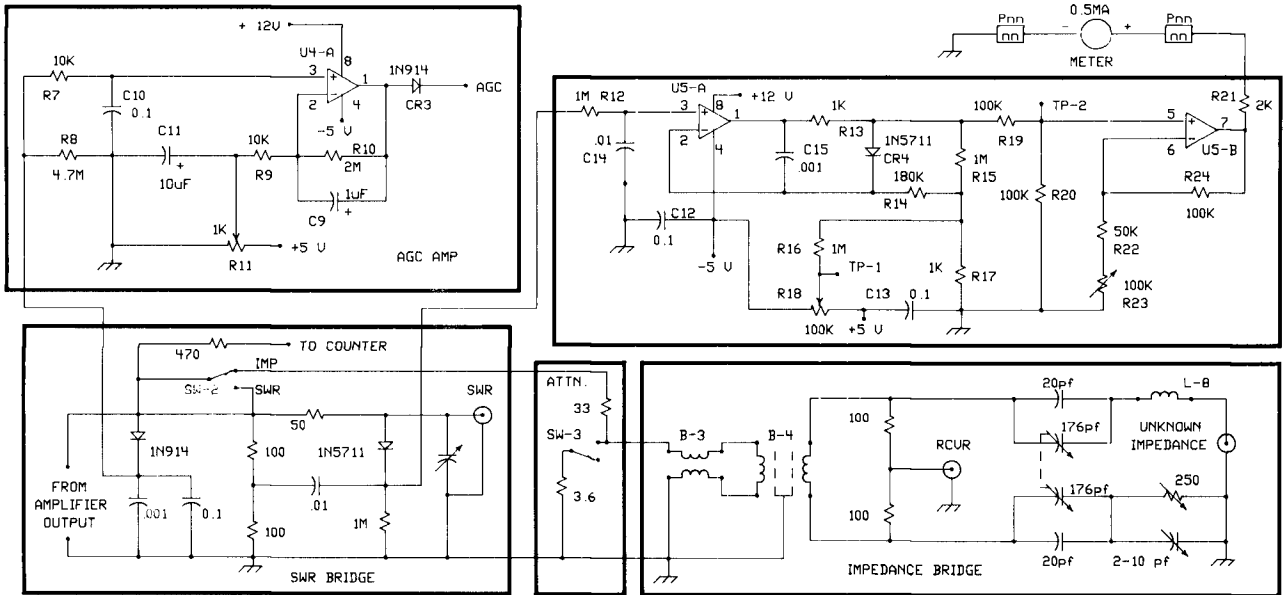 + 12V
U4-A
8
10K
3
1
1N914
AGC
R7
C10
0.1
2
4
CR3
-5 V
R8
C11
10K
R10
4.7M
10uF
+
R9
2M
1uF
C9
+
1K
+5 V
R11
AGC AMP
Pnn
nn
-
0.5MA
+
Pnn
nn
METER
U5-A
8
+12 V
1M
R12
3
1
1K
100K
TP-2
R21
2K
.01
C14
2
4
R13
1N5711
CR4
R19
5
7
6
U5-B
C15
.001
1M
R15
180K
R14
R24
100K
100K
R20
C12
0.1
-5 V
50K
R22
R16
1M
TP-1
1K
R17
R18
C13
0.1
100K
+5 V
100K
R23
470
TO COUNTER
IMP
SW-2
SWR
SWR
50
1N914
100
1N5711
FROM
AMPLIFIER
OUTPUT
.001
0.1
.01
100
1M
SWR BRIDGE
ATTN.
33
SW-3
3.6
B-3
B-4
100
RCVR
100
20pf
L-8
176pf
UNKNOWN
IMPEDANCE
176pf
250
20pf
2-10 pf
IMPEDANCE BRIDGE